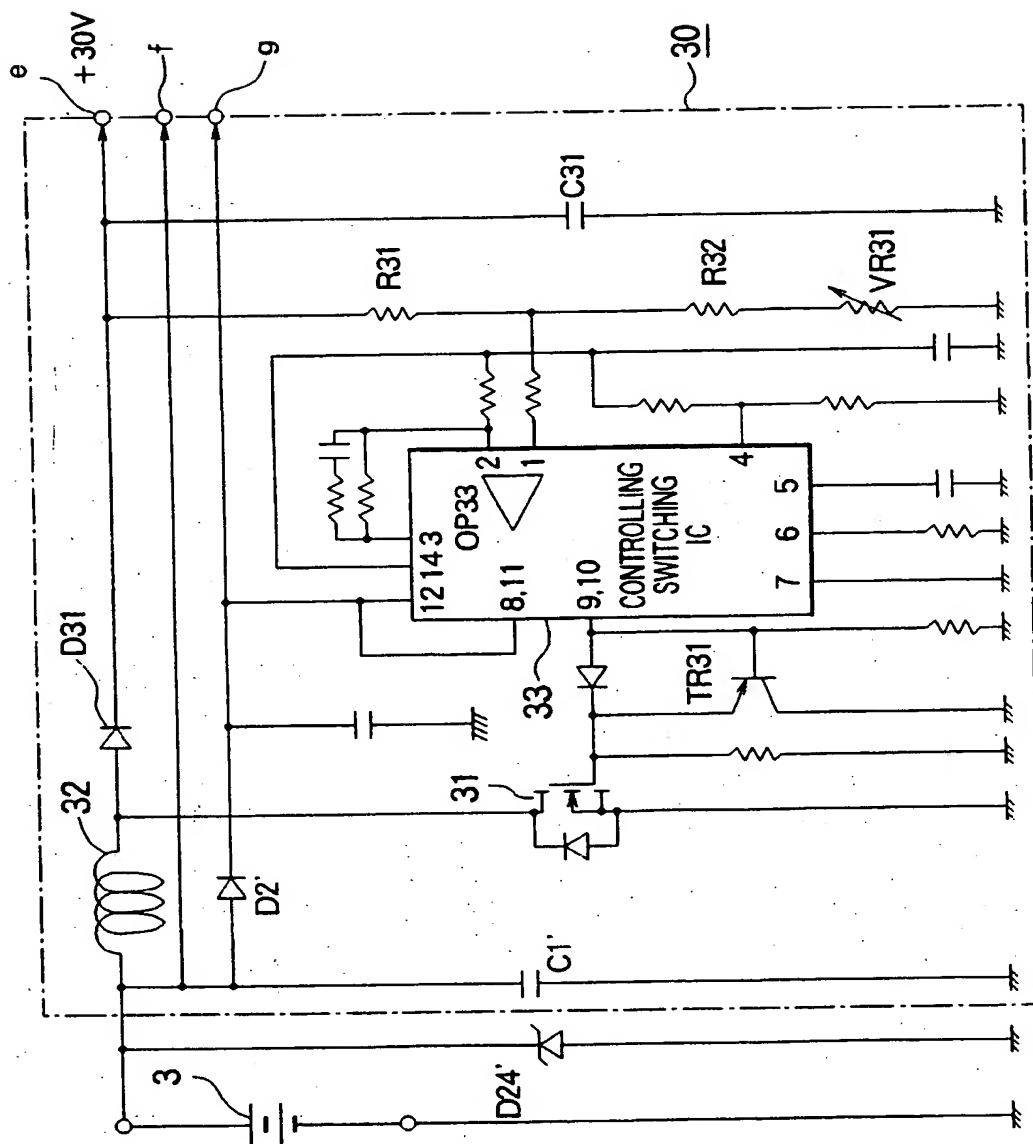 e
+30V
f
g
30
D31
32
3
C31
R31
R32
VR31
D2'
C1'
D24'
31
33
TR31
OP33
CONTROLLING
SWITCHING
IC
12 14 3
2
1
8,11
9,10
4
5
6
7